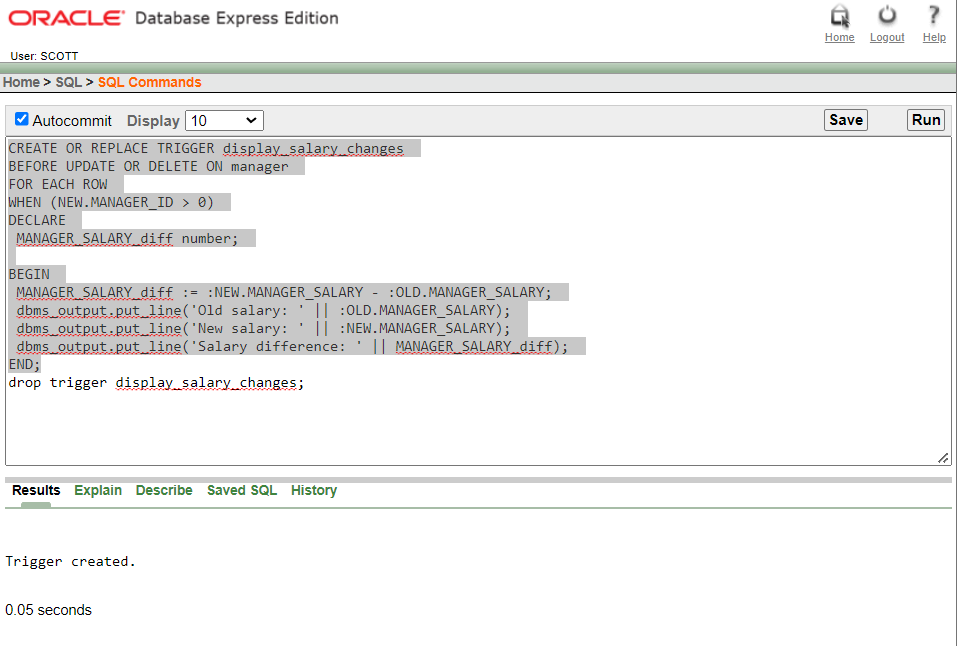 ORACLE® Database Express Edition
Home Logout Help
User: SCOTT
Home > SQL > SQL Commands
Autocommit Display 10 Save Run
CREATE OR REPLACE TRIGGER display_salary_changes
BEFORE UPDATE OR DELETE ON manager
FOR EACH ROW
WHEN (NEW.MANAGER_ID > 0)
DECLARE
MANAGER_SALARY_diff number;
BEGIN
MANAGER_SALARY_diff := :NEW.MANAGER_SALARY - :OLD.MANAGER_SALARY;
dbms_output.put_line('Old salary: ' || :OLD.MANAGER_SALARY);
dbms_output.put_line('New salary: ' || :NEW.MANAGER_SALARY);
dbms_output.put_line('Salary difference: ' || MANAGER_SALARY_diff);
END;
drop trigger display_salary_changes;
Results Explain Describe Saved SQL History
Trigger created.
0.05 seconds